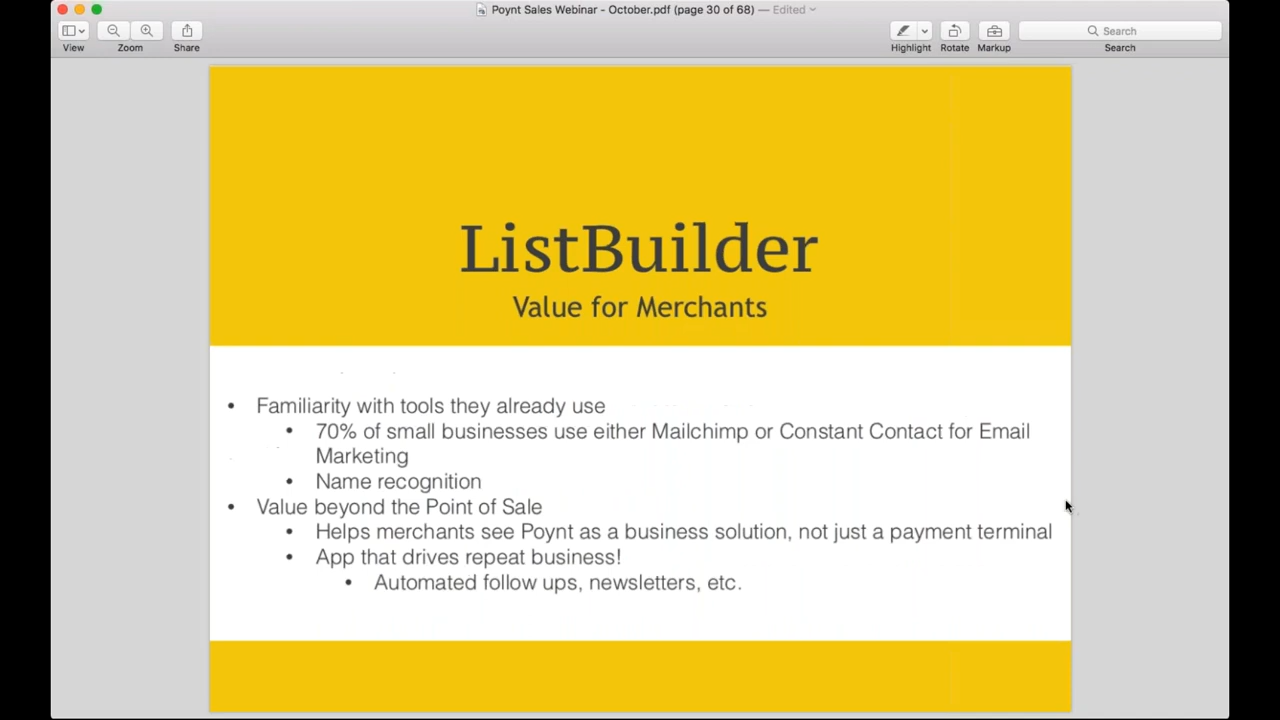 Poynt Sales Webinar - October.pdf (page 30 of 68) — Edited
View
Zoom
Share
Highlight
Rotate
Markup
Search
Search
ListBuilder
Value for Merchants
• Familiarity with tools they already use
• 70% of small businesses use either Mailchimp or Constant Contact for Email
Marketing
• Name recognition
• Value beyond the Point of Sale
• Helps merchants see Poynt as a business solution, not just a payment terminal
• App that drives repeat business!
• Automated follow ups, newsletters, etc.